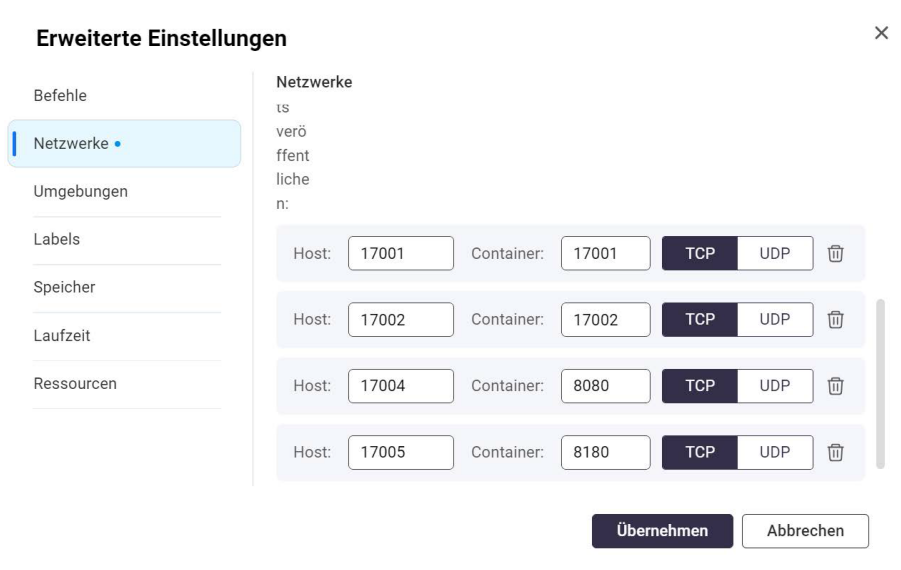 Erweiterte Einstellungen
Befehle
Netzwerke
Umgebungen
Labels
Speicher
Laufzeit
Ressourcen
Netzwerke
ts
verö
ffent
liche
n:
Host: 17001 Container: 17001 TCP UDP
Host: 17002 Container: 17002 TCP UDP
Host: 17004 Container: 8080 TCP UDP
Host: 17005 Container: 8180 TCP UDP
Übernehmen Abbrechen